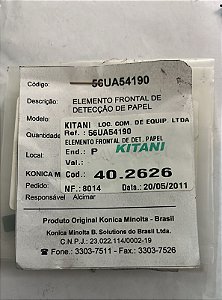 Código: 56UA54190
Descrição: ELEMENTO FRONTAL DE DETECÇÃO DE PAPEL
Modelo: KITANI LOC. COM. DE EQUIP. LTDA
Quantidade Ref.: 56UA54190
ELEMENTO FRONTAL DE DET. PAPEL
Local: End.: P KITANI
Val.:
KONICA M Cod: 40.2626
Pedido: NF.: 8014 Data.: 20/05/2011
Responsável Alcimar
Produto Original Konica Minolta - Brasil
Konica Minolta B. Solutions do Brasil Ltda.
C.N.P.J.: 23.022.114/0002-19
☎ Fone.: 3303-7511 - Fax.: 3303-7526